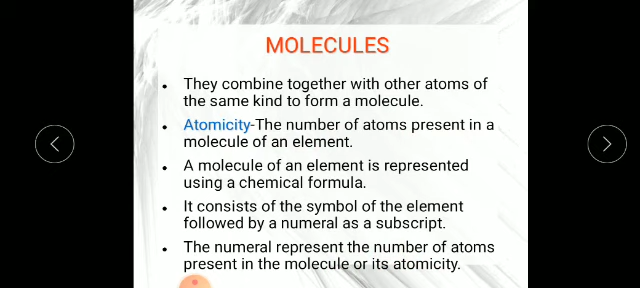 MOLECULES
• They combine together with other atoms of
the same kind to form a molecule.
• Atomicity-The number of atoms present in a
molecule of an element.
• A molecule of an element is represented
using a chemical formula.
• It consists of the symbol of the element
followed by a numeral as a subscript.
• The numeral represent the number of atoms
present in the molecule or its atomicity.